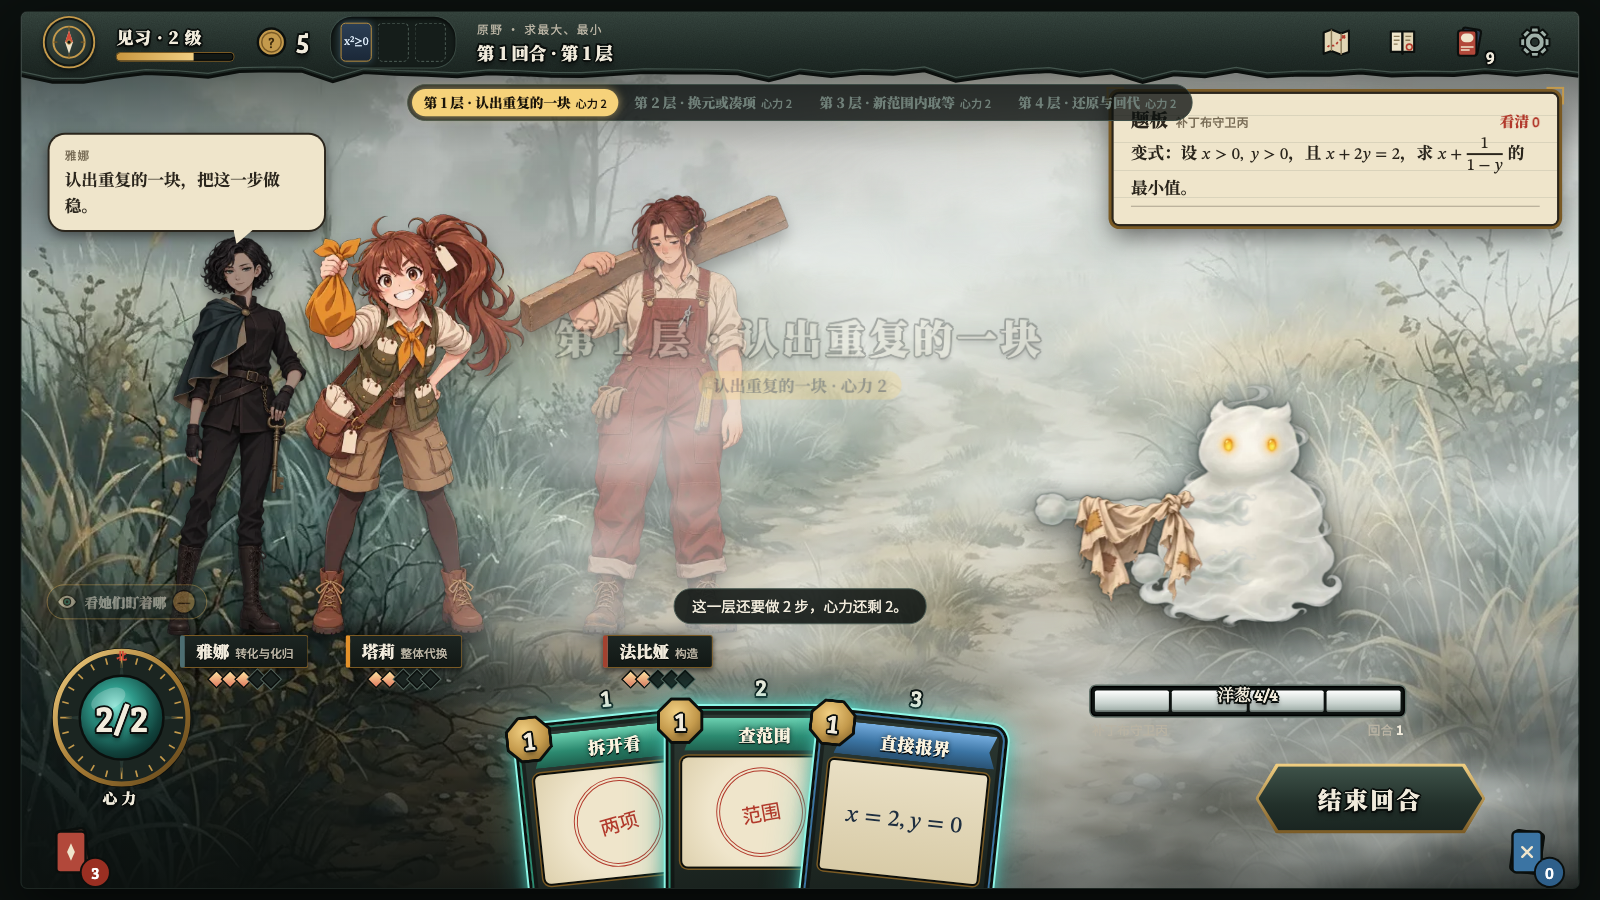 见习·2 级
? 5
x²≥0
原野 · 求最大、最小
第1回合·第1层
9
第1层·认出重复的一块 心力2
第2层·换元或凑项 心力2
第3层·新范围内取等 心力2
第4层·还原与回代 心力2
题板 补丁布守卫丙 看清0
变式：设 x > 0, y > 0，且 x + 2y = 2，求 x + 1/(1 − y) 的
最小值。
雅娜
认出重复的一块，把这一步做
稳。
第1层·认出重复的一块
认出重复的一块·心力2
看她们盯着哪
这一层还要做 2 步，心力还剩 2。
雅娜 转化与化归
塔莉 整体代换
法比娅 构造
2/2
心力
3
1
1
拆开看
两项
2
1
查范围
范围
3
1
直接报界
x = 2, y = 0
洋葱 4/4
回合 1
结束回合
0